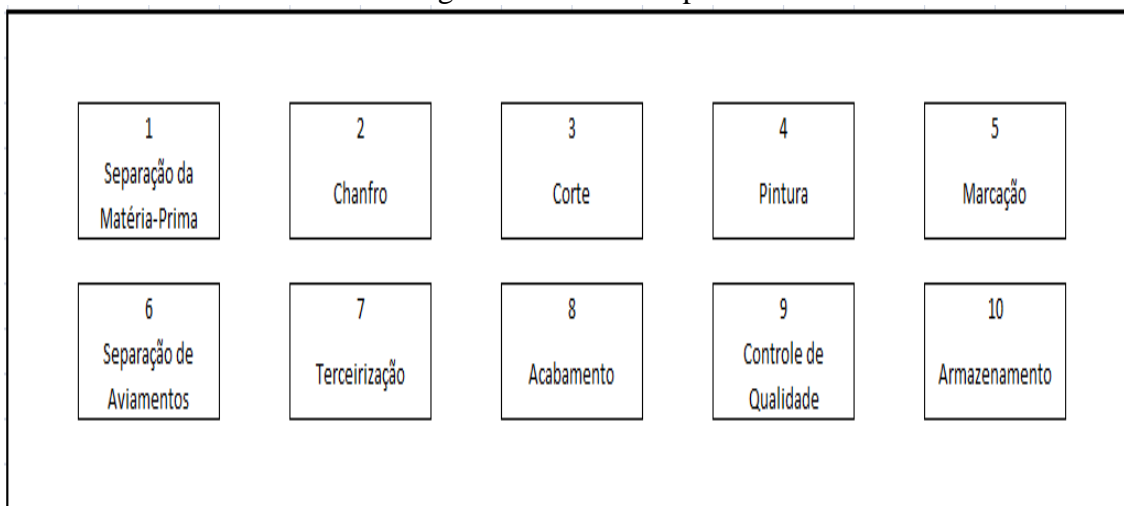 1
Separação da
Matéria-Prima
2
Chanfro
3
Corte
4
Pintura
5
Marcação
6
Separação de
Aviamentos
7
Terceirização
8
Acabamento
9
Controle de
Qualidade
10
Armazenamento